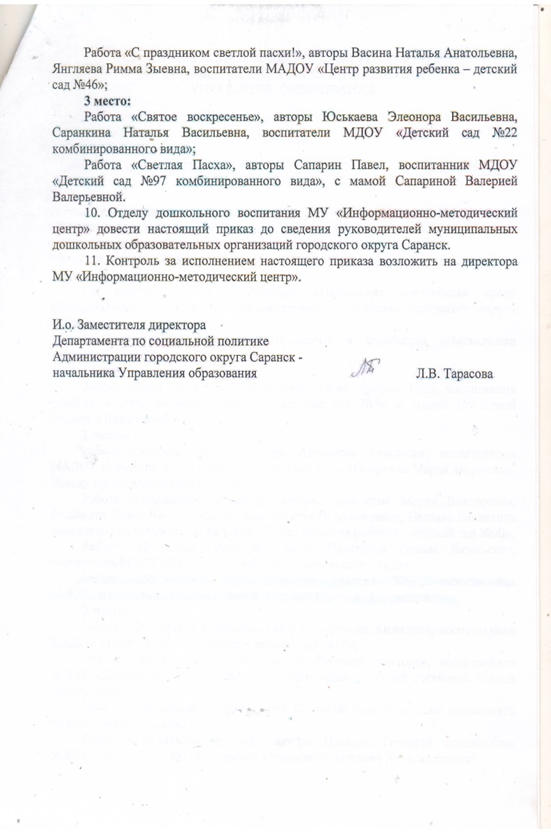 Работа «С праздником светлой пасхи!», авторы Васина Наталья Анатольевна,
Янгляева Римма Зыевна, воспитатели МАДОУ «Центр развития ребенка – детский
сад №46»;
3 место:
Работа «Святое воскресенье», авторы Юськаева Элеонора Васильевна,
Саранкина Наталья Васильевна, воспитатели МДОУ «Детский сад №22
комбинированного вида»;
Работа «Светлая Пасха», авторы Сапарин Павел, воспитанник МДОУ
«Детский сад №97 комбинированного вида», с мамой Сапариной Валерией
Валерьевной.
10. Отделу дошкольного воспитания МУ «Информационно-методический
центр» довести настоящий приказ до сведения руководителей муниципальных
дошкольных образовательных организаций городского округа Саранск.
11. Контроль за исполнением настоящего приказа возложить на директора
МУ «Информационно-методический центр».
И.о. Заместителя директора
Департамента по социальной политике
Администрации городского округа Саранск -
начальника Управления образования Л.В. Тарасова